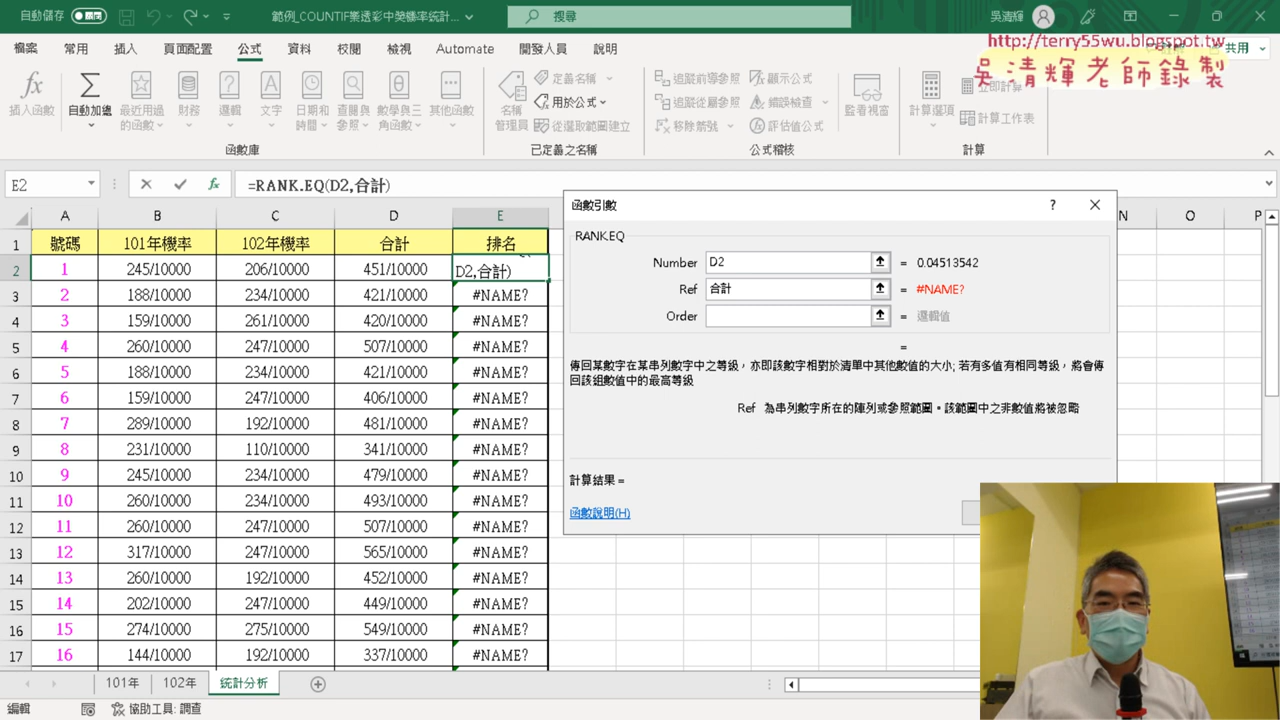 自動儲存 範例_COUNTIF樂透彩中獎機率統計... 搜尋 吳清輝
檔案 常用 插入 頁面配置 公式 資料 校閱 檢視 Automate 開發人員 說明 共用
http://terry55wu.blogspot.tw
吳清輝老師錄製
插入函數 自動加總 最近用過的函數 財務 邏輯 文字 日期和時間 查閱與參照 數學與三角函數 其他函數
函數庫
名稱管理員 定義名稱 用於公式 從選取範圍建立
已定義之名稱
追蹤前導參照 追蹤從屬參照 移除箭號 顯示公式 錯誤檢查 評估值公式 監看視窗
公式稽核
計算選項 立即計算 計算工作表
計算
E2 fx =RANK.EQ(D2,合計)
A B C D E N O P
1 號碼 101年機率 102年機率 合計 排名
2 1 245/10000 206/10000 451/10000 D2,合計)
3 2 188/10000 234/10000 421/10000 #NAME?
4 3 159/10000 261/10000 420/10000 #NAME?
5 4 260/10000 247/10000 507/10000 #NAME?
6 5 188/10000 234/10000 421/10000 #NAME?
7 6 159/10000 247/10000 406/10000 #NAME?
8 7 289/10000 192/10000 481/10000 #NAME?
9 8 231/10000 110/10000 341/10000 #NAME?
10 9 245/10000 234/10000 479/10000 #NAME?
11 10 260/10000 234/10000 493/10000 #NAME?
12 11 260/10000 247/10000 507/10000 #NAME?
13 12 317/10000 247/10000 565/10000 #NAME?
14 13 260/10000 192/10000 452/10000 #NAME?
15 14 202/10000 247/10000 449/10000 #NAME?
16 15 274/10000 275/10000 549/10000 #NAME?
17 16 144/10000 192/10000 337/10000 #NAME?
函數引數 ?
RANK.EQ
Number D2 = 0.04513542
Ref 合計 = #NAME?
Order = 邏輯值
=
傳回某數字在某串列數字中之等級，亦即該數字相對於清單中其他數值的大小; 若有多值有相同等級，將會傳
回該組數值中的最高等級
Ref 為串列數字所在的陣列或參照範圍。該範圍中之非數值將被忽略
計算結果 =
函數說明(H)
101年 102年 統計分析
編輯 協助工具: 調查